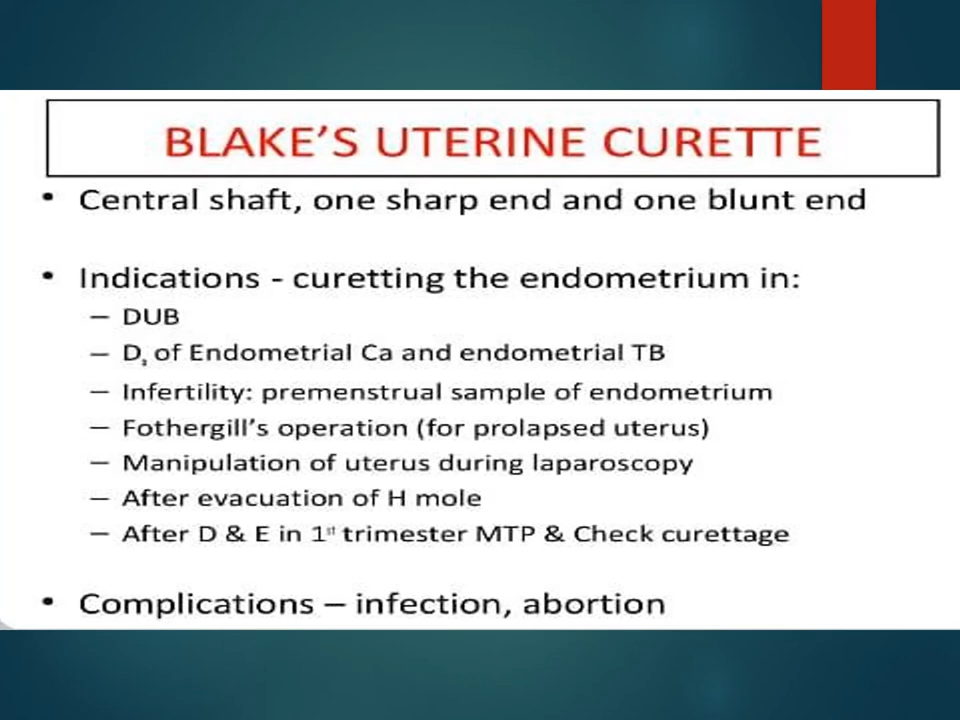 BLAKE'S UTERINE CURETTE
• Central shaft, one sharp end and one blunt end
• Indications - curetting the endometrium in:
– DUB
– Dₓ of Endometrial Ca and endometrial TB
– Infertility: premenstrual sample of endometrium
– Fothergill's operation (for prolapsed uterus)
– Manipulation of uterus during laparoscopy
– After evacuation of H mole
– After D & E in 1st trimester MTP & Check curettage
• Complications – infection, abortion